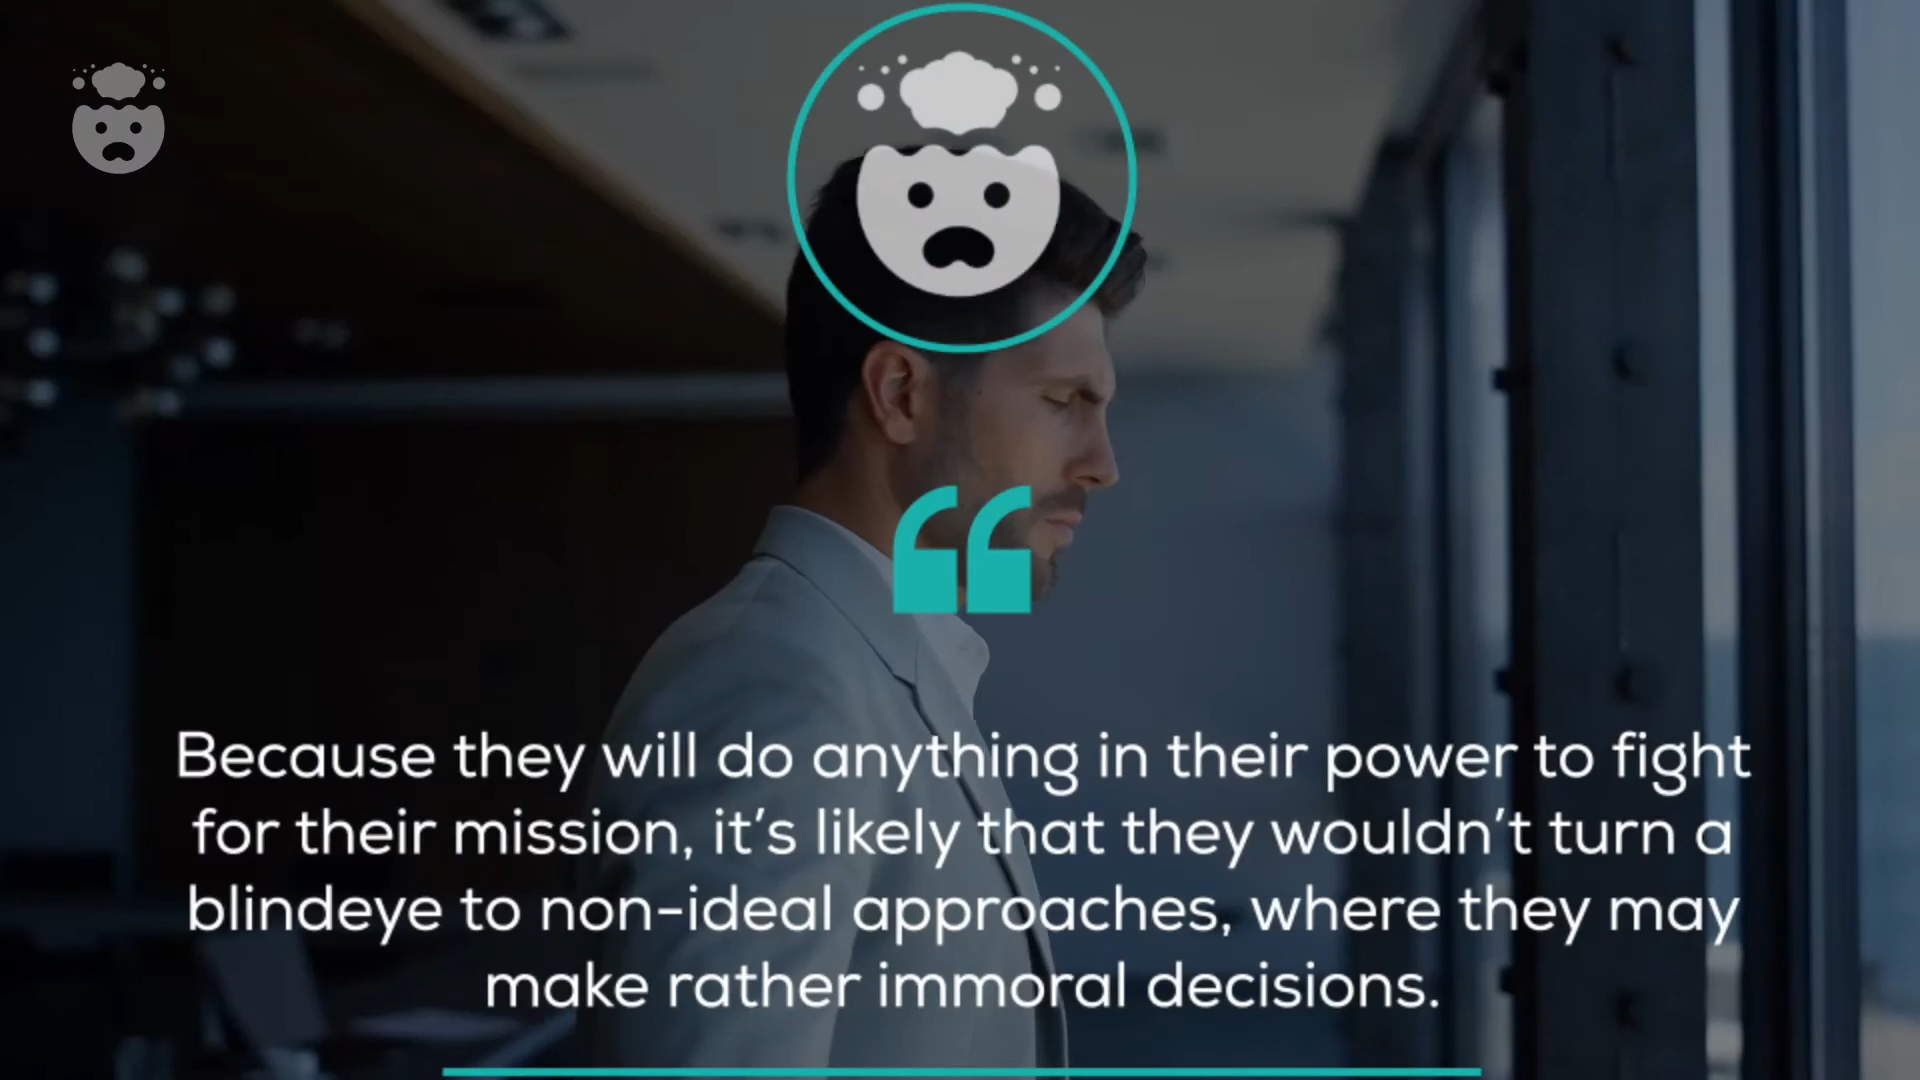 Because they will do anything in their power to fight
for their mission, it's likely that they wouldn't turn a
blindeye to non-ideal approaches, where they may
make rather immoral decisions.